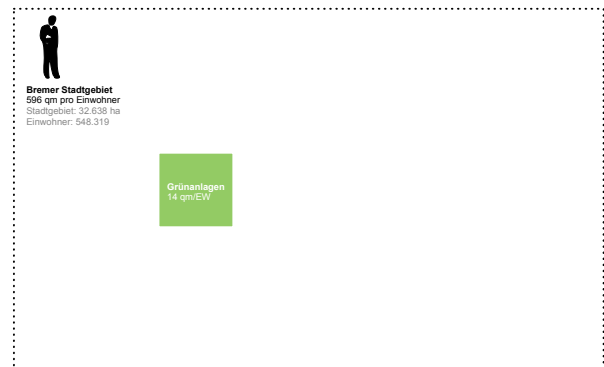 Bremer Stadtgebiet
596 qm pro Einwohner
Stadtgebiet: 32.638 ha
Einwohner: 548.319
Grünanlagen
14 qm/EW